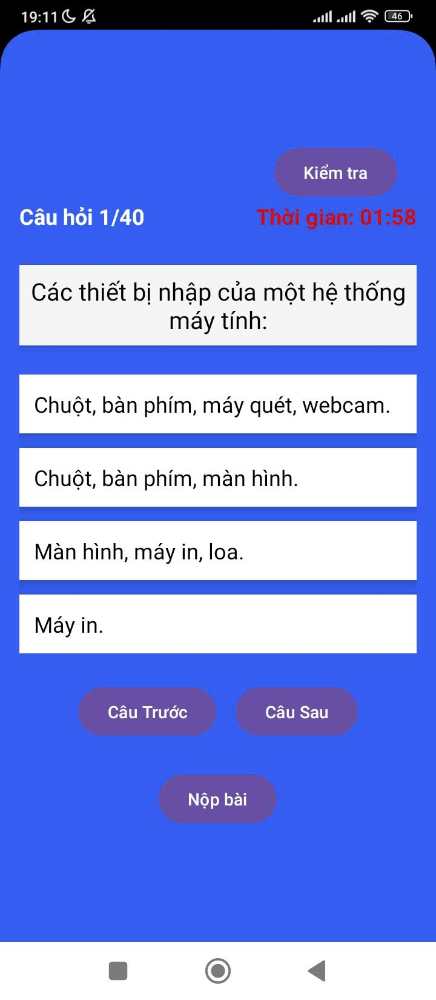 19:11
46
Kiểm tra
Câu hỏi 1/40
Thời gian: 01:58
Các thiết bị nhập của một hệ thống
máy tính:
Chuột, bàn phím, máy quét, webcam.
Chuột, bàn phím, màn hình.
Màn hình, máy in, loa.
Máy in.
Câu Trước
Câu Sau
Nộp bài